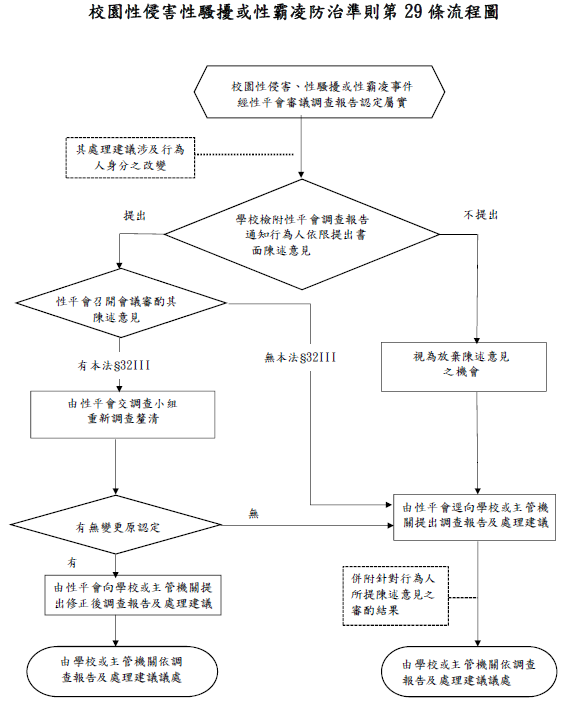 校園性侵害性騷擾或性霸凌防治準則第 29 條流程圖
校園性侵害、性騷擾或性霸凌事件
經性平會審議調查報告認定屬實
其處理建議涉及行為
人身分之改變
提出
學校檢附性平會調查報告
通知行為人依限提出書
面陳述意見
不提出
性平會召開會議審酌其
陳述意見
有本法§32III
無本法§32III
視為放棄陳述意見
之機會
由性平會交調查小組
重新調查釐清
有無變更原認定
無
由性平會逕向學校或主管機
關提出調查報告及處理建議
有
由性平會向學校或主管機關提
出修正後調查報告及處理建議
併附針對行為人
所提陳述意見之
審酌結果
由學校或主管機關依調
查報告及處理建議議處
由學校或主管機關依調查
報告及處理建議議處